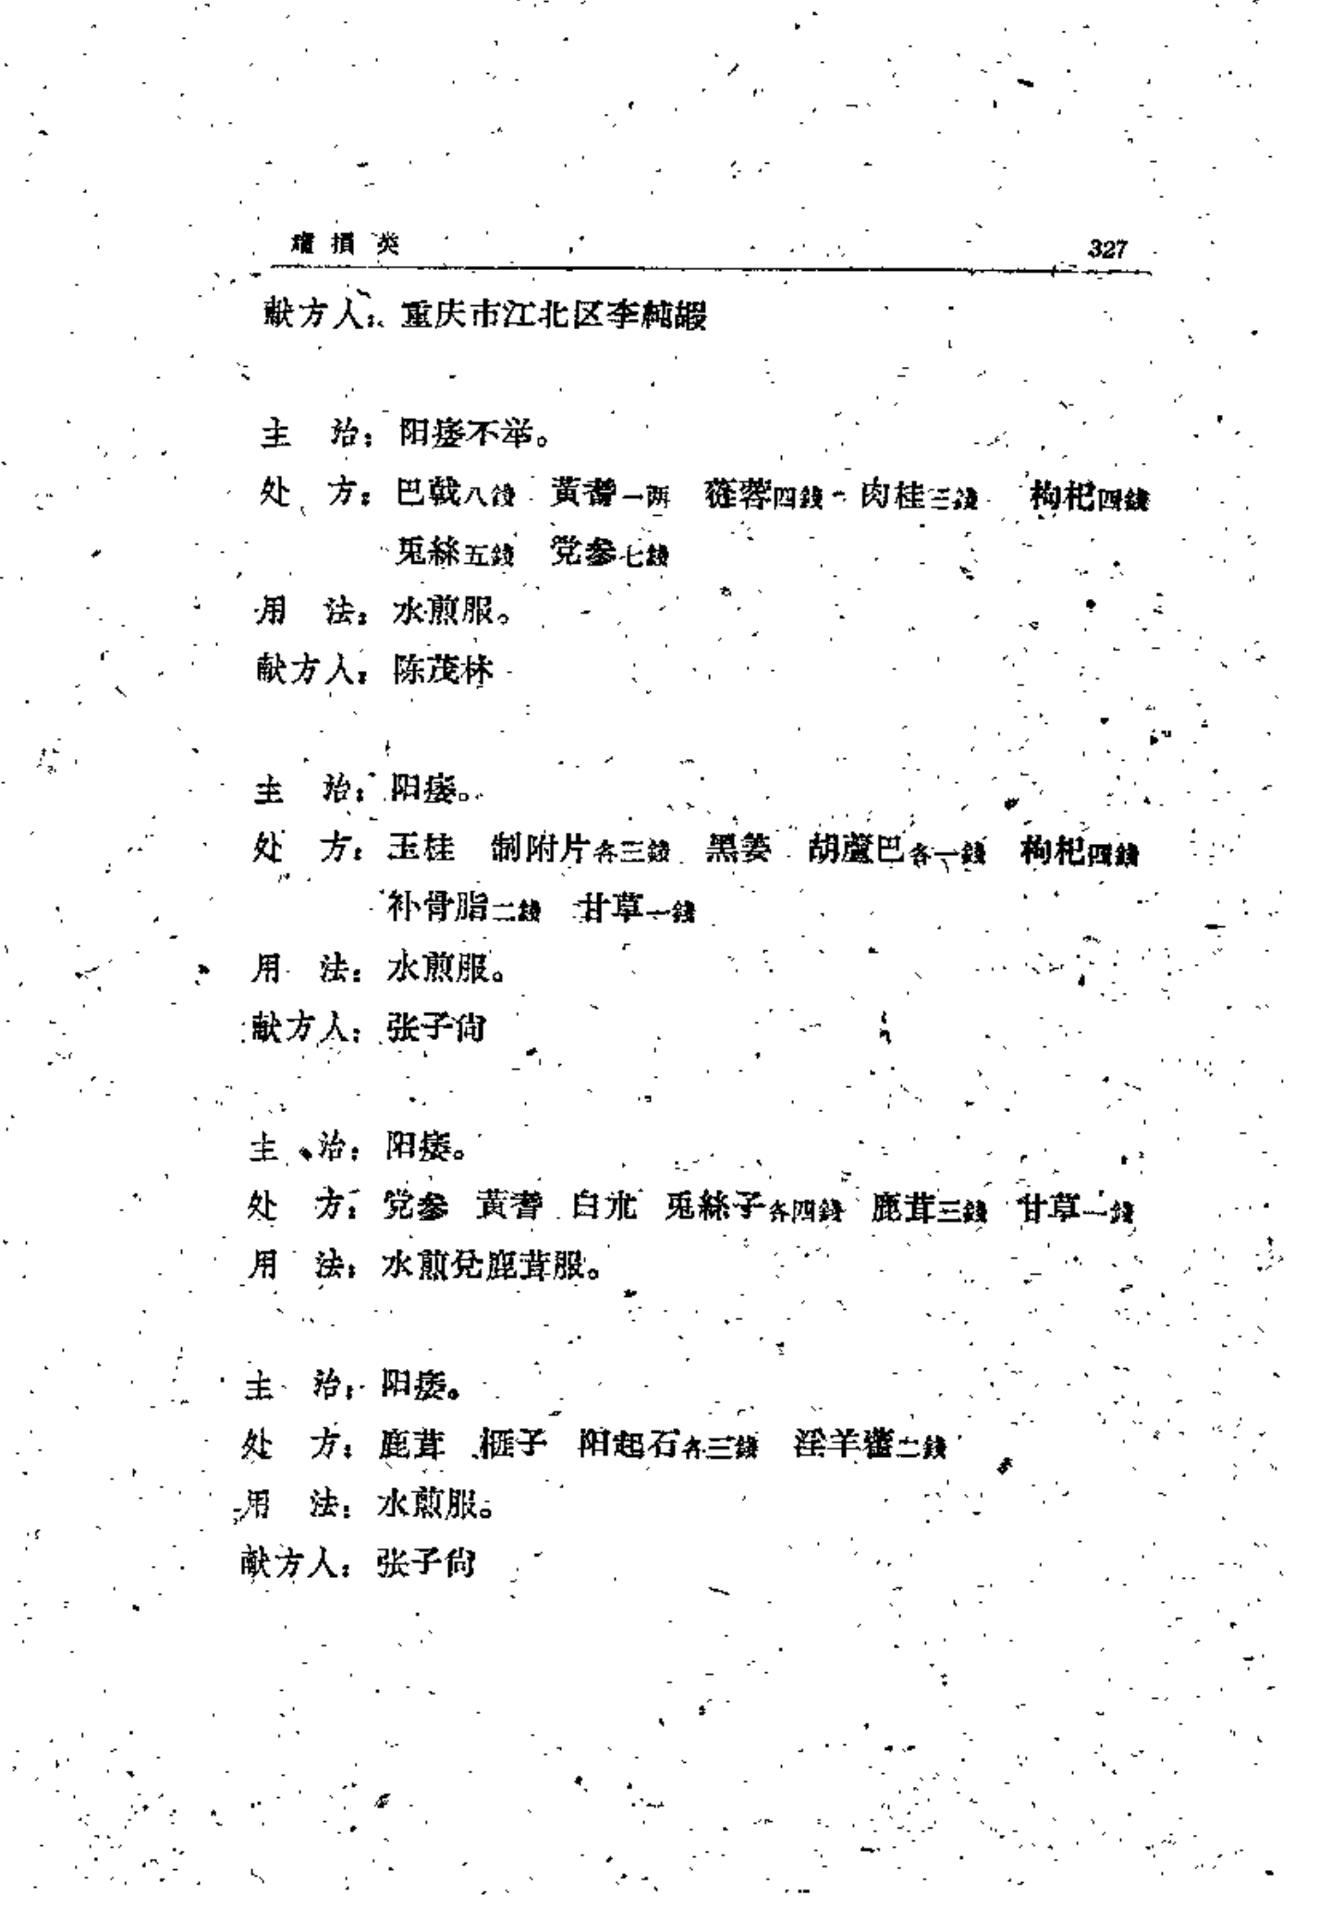 損类 327
献方人：重庆市江北区李純嘏
主 治：阳痿不举。
处 方：巴戟八錢 黃耆一两 蓯蓉四錢 肉桂三錢 枸杞四錢
兎絲五錢 党参七錢
用 法：水煎服。
献方人：陈茂林
主 治：阳痿。
处 方：玉桂 制附片各三錢 黑姜 胡蘆巴各一錢 枸杞四錢
补骨脂二錢 甘草一錢
用 法：水煎服。
献方人：张子尙
主 治：阳痿。
处 方：党参 黃耆 白朮 兎絲子各四錢 鹿茸三錢 甘草一錢
用 法：水煎兌鹿茸服。
主 治：阳痿。
处 方：鹿茸 榧子 阳起石各三錢 淫羊藿二錢
用 法：水煎服。
献方人：张子尙